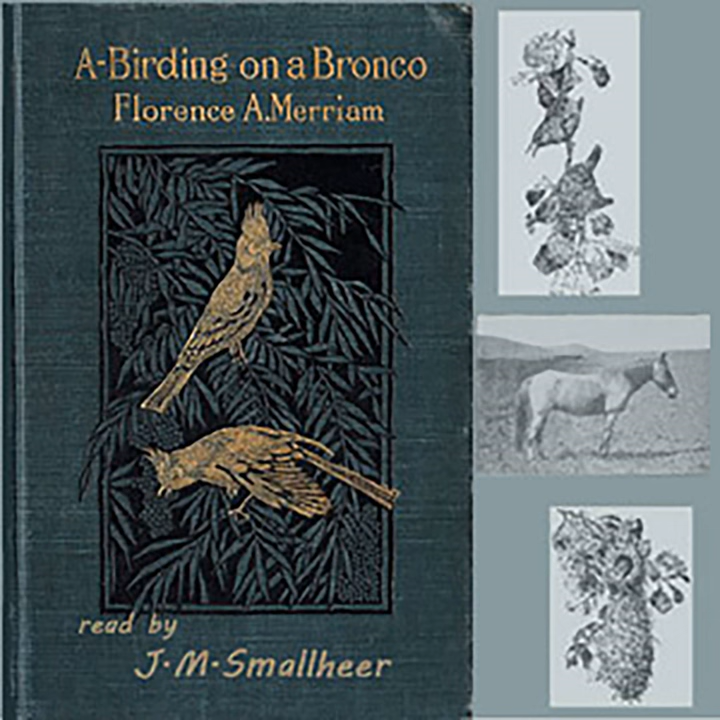 A-Birding on a Bronco
Florence A. Merriam
read by
J. M. Smallheer